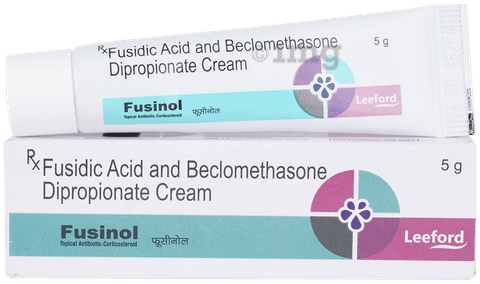 Rx Fusidic Acid and Beclomethasone
Dipropionate Cream
5 g
1mg
Fusinol
Topical Antibiotic-Corticosteroid
फ्यूसीनोल
Leeford
Rx Fusidic Acid and Beclomethasone
Dipropionate Cream
5 g
Fusinol
Topical Antibiotic-Corticosteroid
फ्यूसीनोल
Leeford